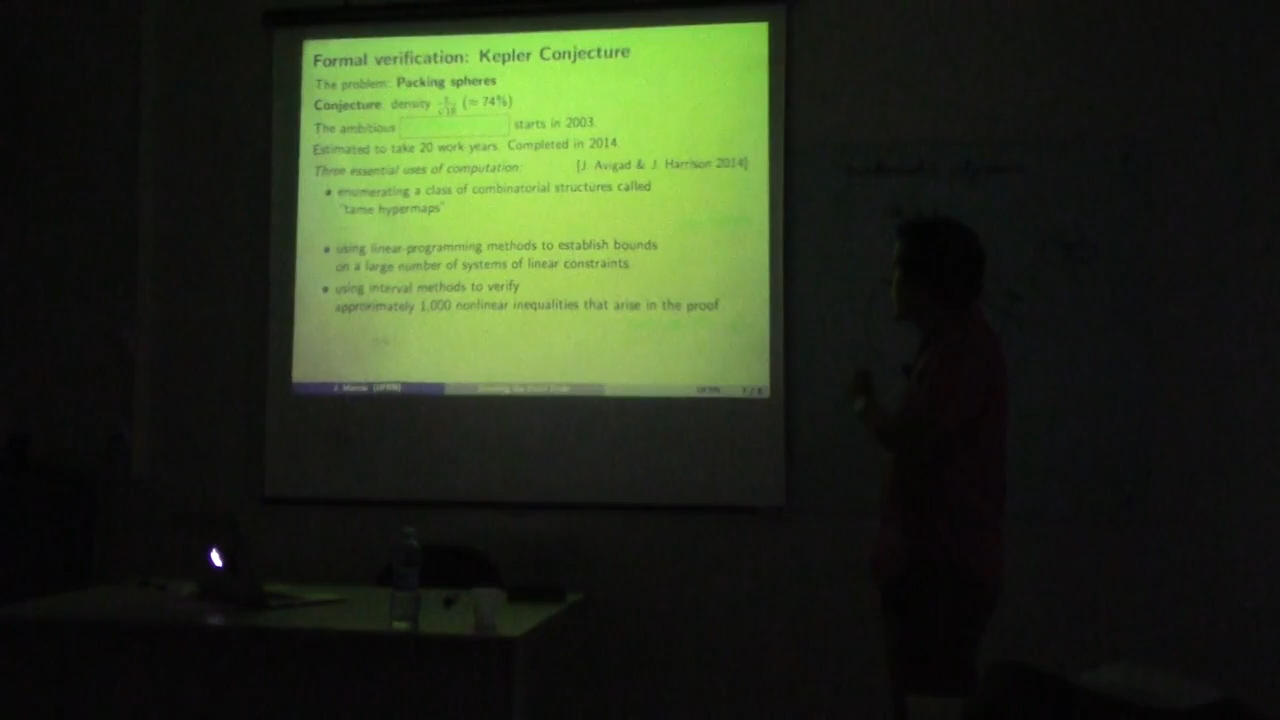 Formal verification: Kepler Conjecture
The problem: Packing spheres
Conjecture: density π/√18 (≈ 74%)
The ambitious starts in 2003.
Estimated to take 20 work-years. Completed in 2014.
Three essential uses of computation: [J. Avigad & J. Harrison 2014]
• enumerating a class of combinatorial structures called
"tame hypermaps"
• using linear-programming methods to establish bounds
on a large number of systems of linear constraints
• using interval methods to verify
approximately 1,000 nonlinear inequalities that arise in the proof
(UFRN) UFRN